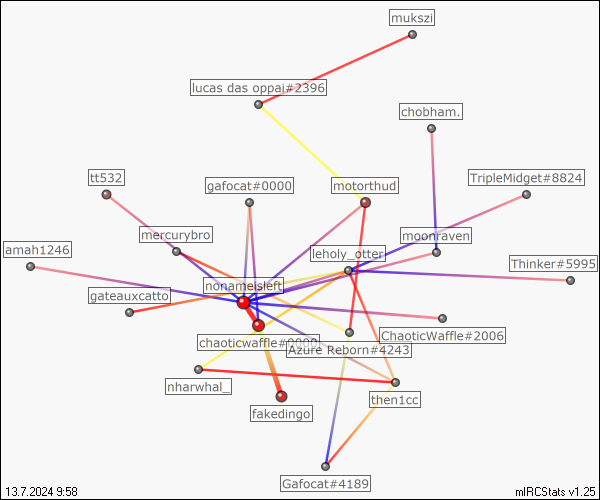 mukszi
lucas das oppai#2396
chobham.
tt532
gafocat#0000
motorthud
TripleMidget#8824
mercurybro
moonraven
amah1246
leholy_otter
Thinker#5995
nonameisleft
gateauxcatto
ChaoticWaffle#2006
chaoticwaffle#0000
Azure Reborn#4243
nharwhal_
then1cc
fakedingo
Gafocat#4189
13.7.2024 9:58
mIRCStats v1.25